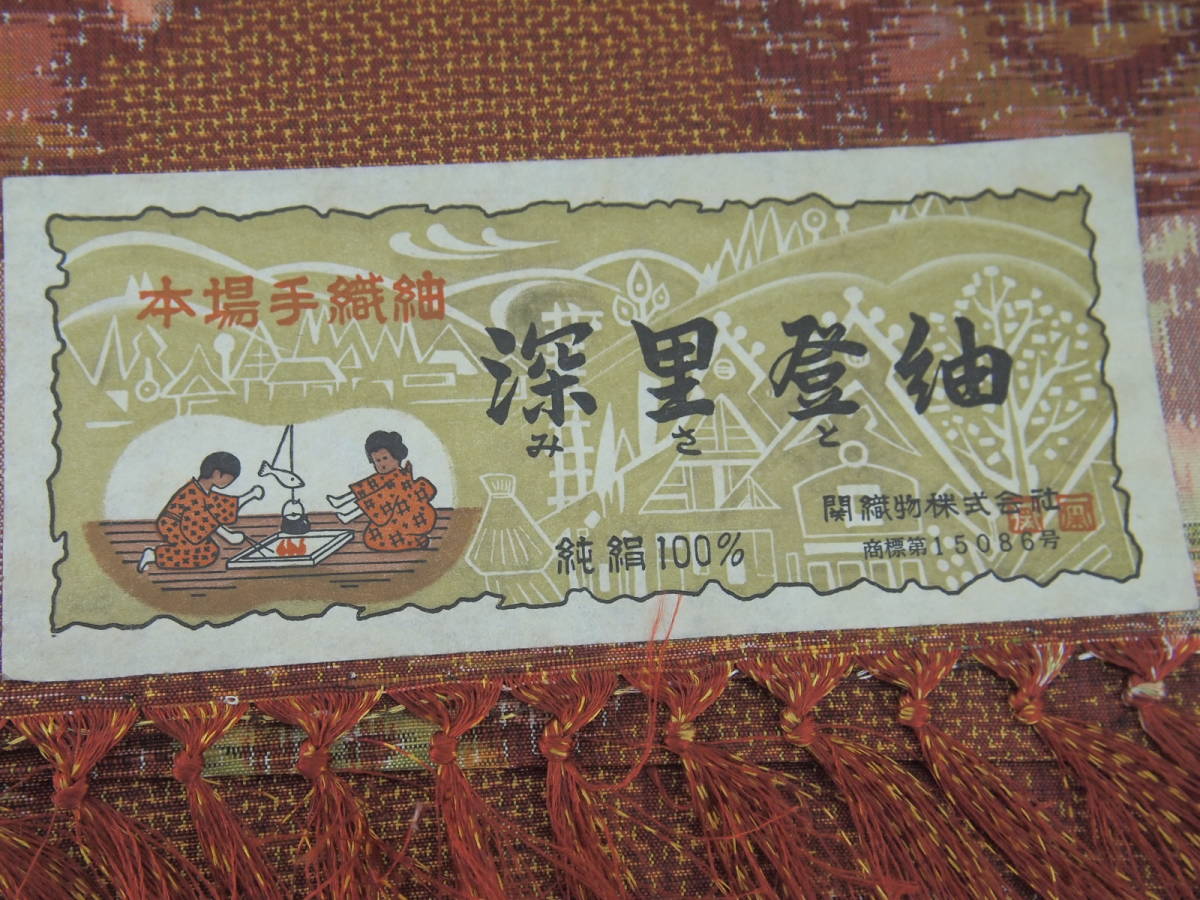 本場手織紬
深里登紬
みさと
純絹100%
関織物株式会社
商標第15086号